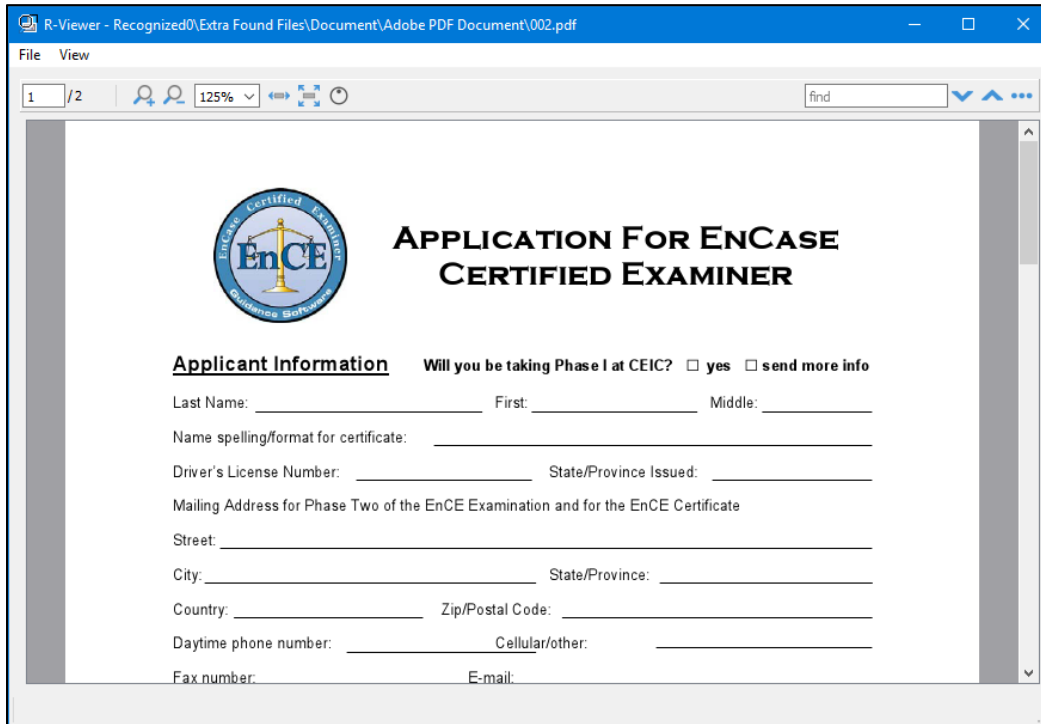 R-Viewer - Recognized0\Extra Found Files\Document\Adobe PDF Document\002.pdf
File View
1 /2 125% find
EnCase Certified Examiner
EnCE
Guidance Software
APPLICATION FOR ENCASE
CERTIFIED EXAMINER
Applicant Information Will you be taking Phase I at CEIC? ☐ yes ☐ send more info
Last Name: First: Middle:
Name spelling/format for certificate:
Driver's License Number: State/Province Issued:
Mailing Address for Phase Two of the EnCE Examination and for the EnCE Certificate
Street:
City: State/Province:
Country: Zip/Postal Code:
Daytime phone number: Cellular/other:
Fax number: E-mail: